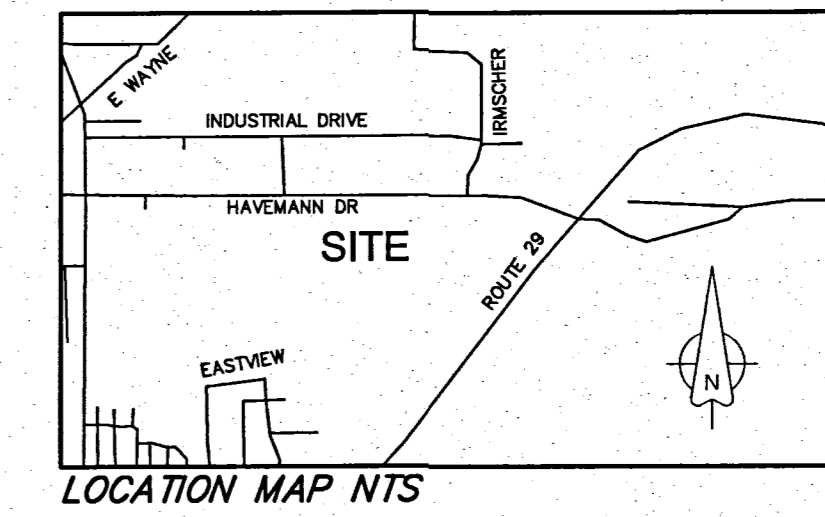 E WAYNE
IRMSCHER
INDUSTRIAL DRIVE
HAVEMANN DR
SITE
ROUTE 29
EASTVIEW
N
LOCATION MAP NTS